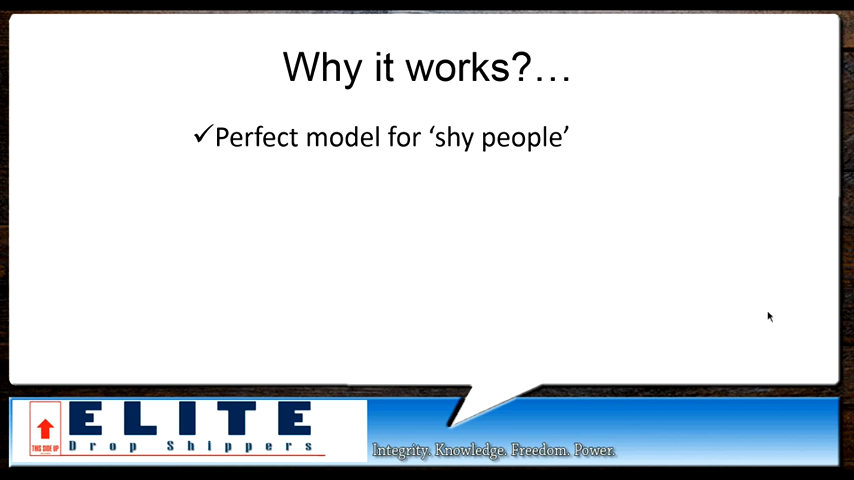 Why it works?...
✓Perfect model for ‘shy people’
ELITE
Drop Shippers
THIS SIDE UP
Integrity. Knowledge. Freedom. Power.